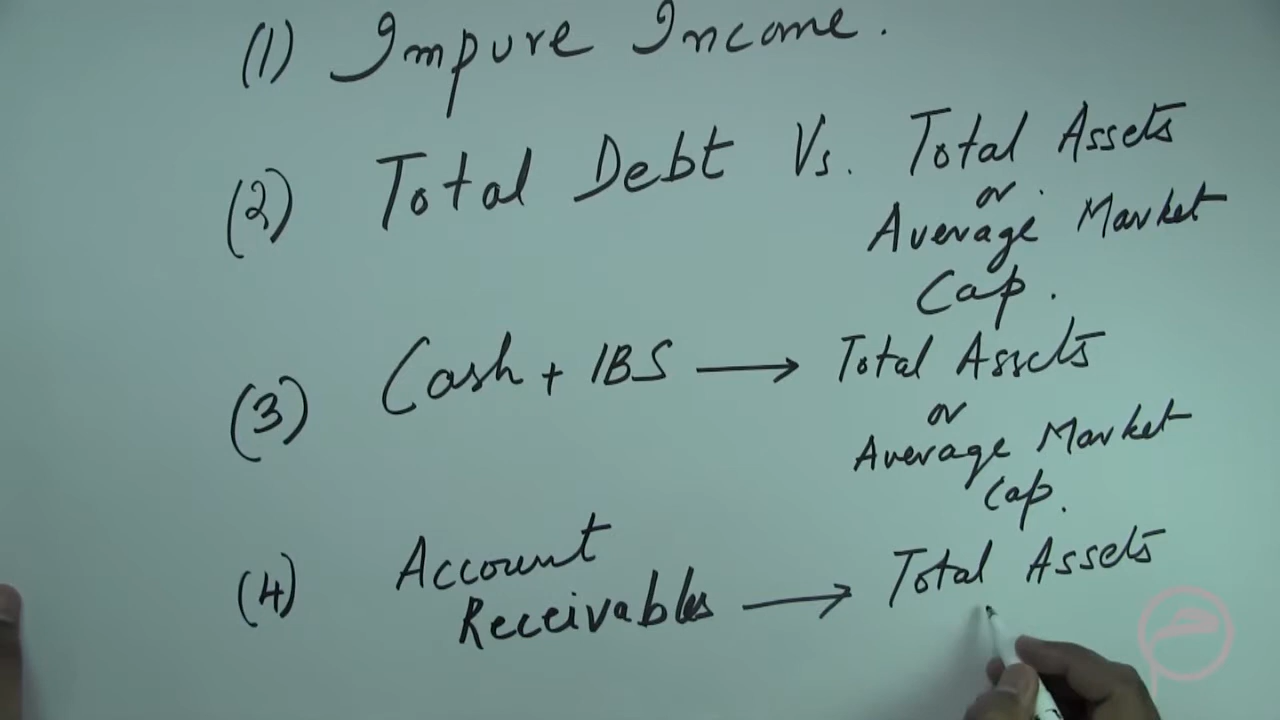 (1) Impure Income.
(2) Total Debt Vs. Total Assets
or
Average Market
Cap.
(3) Cash + IBS → Total Assets
or
Average Market
Cap.
(4) Account
Receivables → Total Assets